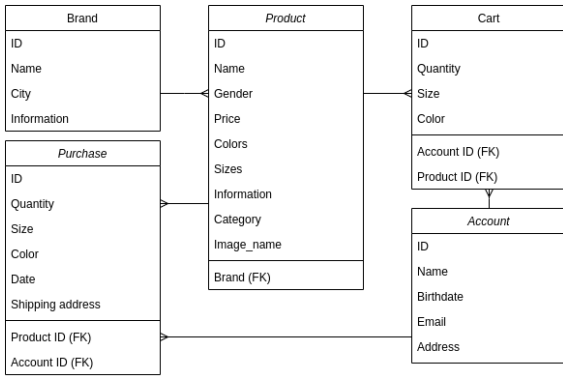 Brand
ID
Name
City
Information
Product
ID
Name
Gender
Price
Colors
Sizes
Information
Category
Image_name
Brand (FK)
Cart
ID
Quantity
Size
Color
Account ID (FK)
Product ID (FK)
Purchase
ID
Quantity
Size
Color
Date
Shipping address
Product ID (FK)
Account ID (FK)
Account
ID
Name
Birthdate
Email
Address